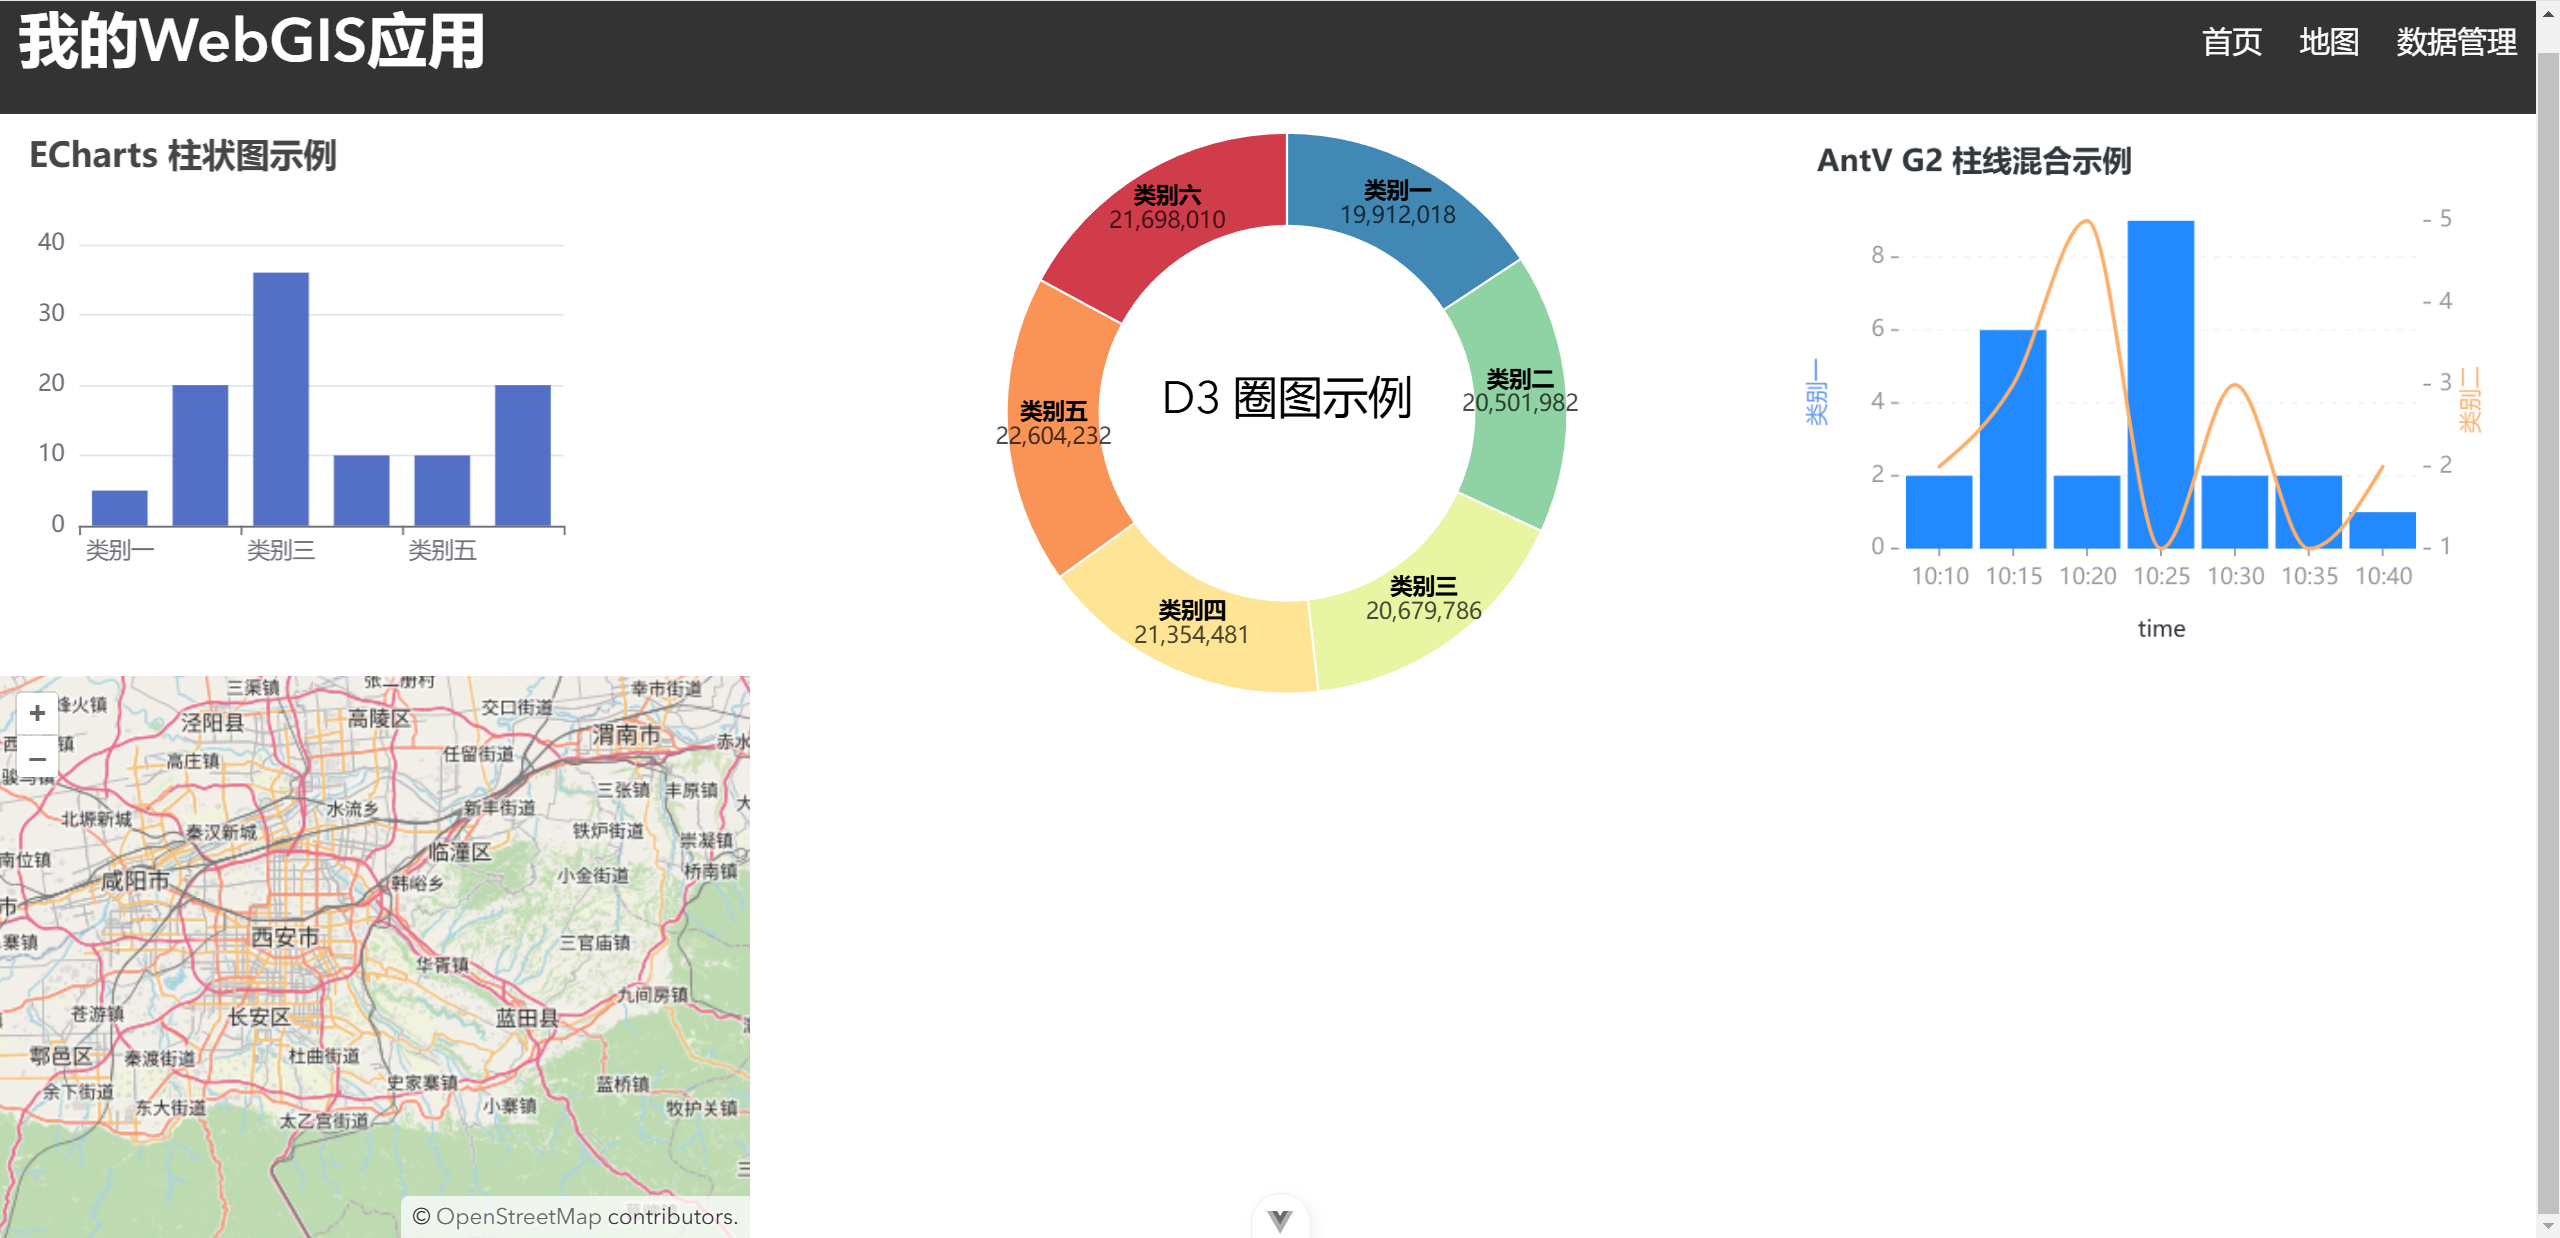 我的WebGIS应用
首页 地图 数据管理
ECharts 柱状图示例
40
30
20
10
0
类别一 类别三 类别五
类别六
21,698,010
类别一
19,912,018
类别二
20,501,982
类别五
22,604,232
D3 圈图示例
类别三
20,679,786
类别四
21,354,481
AntV G2 柱线混合示例
8
6
4
2
0
类别一
5
4
3
2
1
类别二
10:10 10:15 10:20 10:25 10:30 10:35 10:40
time
+
−
三渠镇
幸市街道
烽火镇
泾阳县
高陵区
交口街道
渭南市
赤水
高庄镇
任留街道
三张镇
丰原镇
北塬新城
秦汉新城
水流乡
新丰街道
铁炉街道
崇凝镇
南位镇
临潼区
咸阳市
韩峪乡
小金街道
桥南镇
市
寨镇
西安市
三官庙镇
华胥镇
九间房镇
苍游镇
长安区
蓝田县
鄠邑区
秦渡街道
杜曲街道
余下街道
史家寨镇
蓝桥镇
东大街道
小寨镇
牧护关镇
太乙宫街道
© OpenStreetMap contributors.